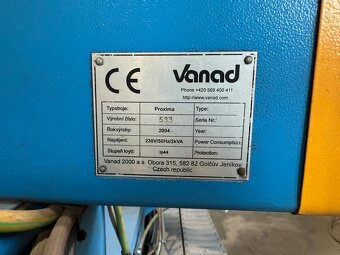 CE Vanad
Phone +420 569 400 411
http://www.vanad.com
Typstroje: Proxima Type:
Výrobní číslo: 533 Serie Nr.:
Rokvýroby: 2004 Year:
Napájení: 230V/50Hz/2kVA Power Consumption:
Stupeň krytí: Ip44 Protection:
Vanad 2000 a.s. Obora 315, 582 82 Golčův Jeníkov
Czech republic